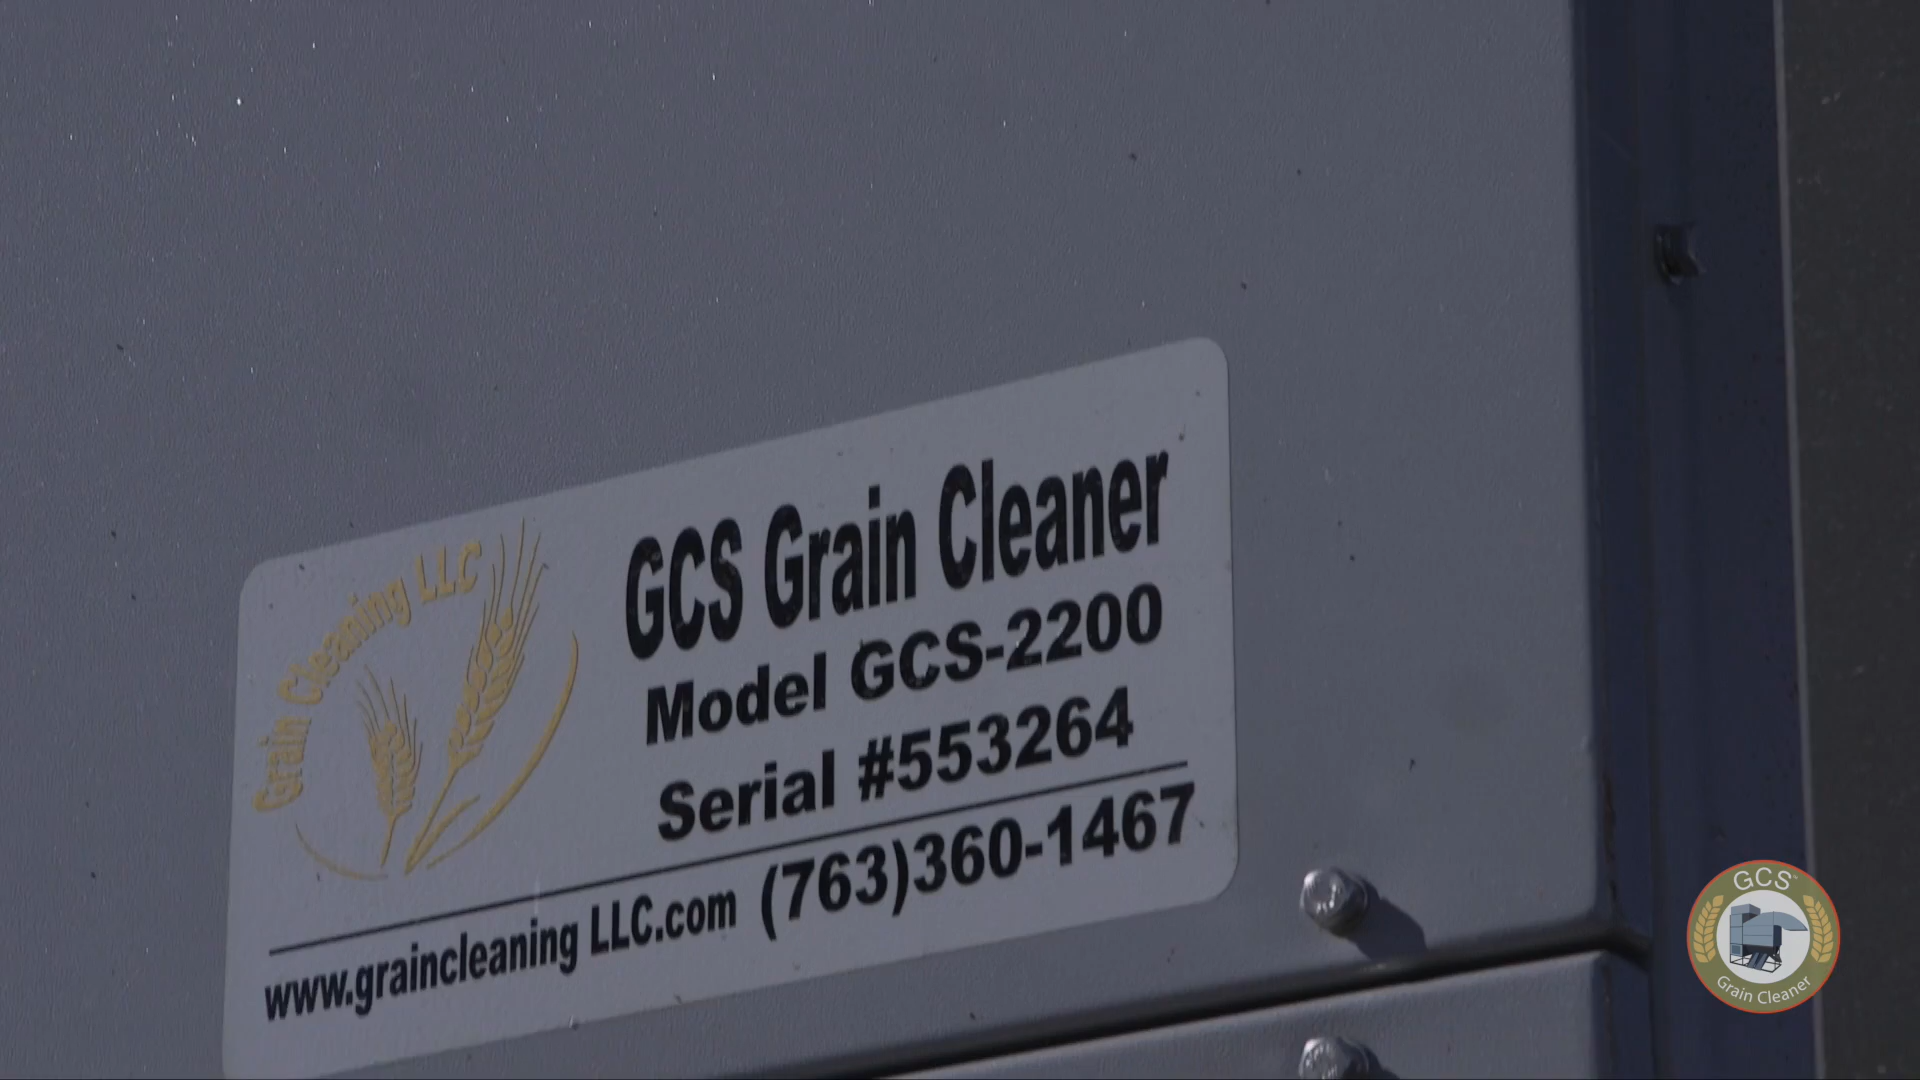 Grain Cleaning LLC
GCS Grain Cleaner
Model GCS-2200
Serial #553264
www.graincleaning LLC.com (763)360-1467
GCS™
Grain Cleaner